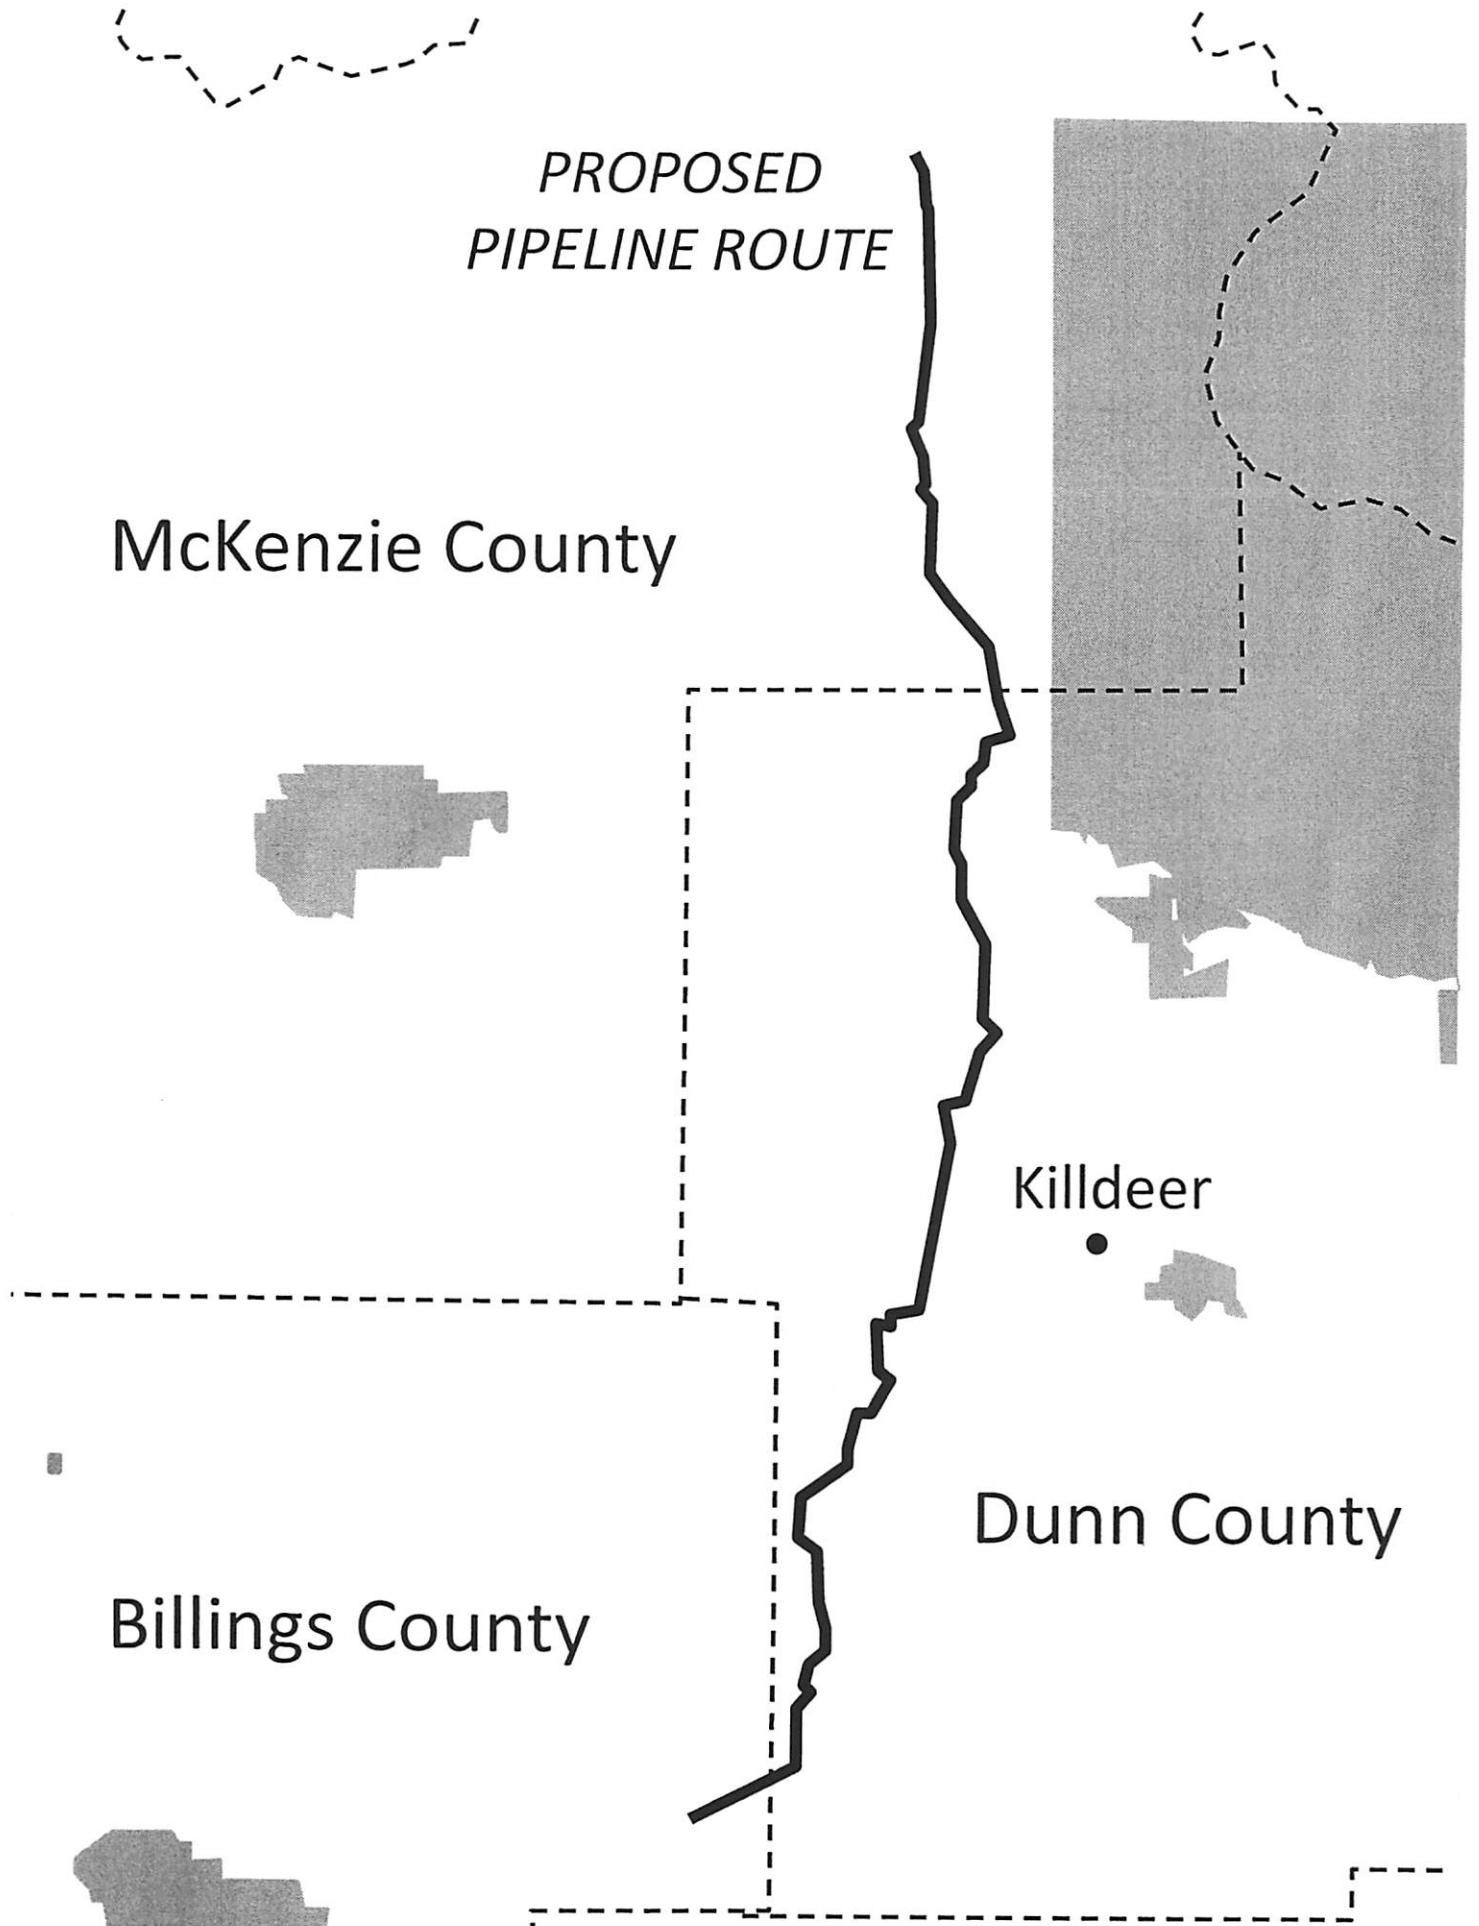 PROPOSED
PIPELINE ROUTE
McKenzie County
Killdeer
Dunn County
Billings County